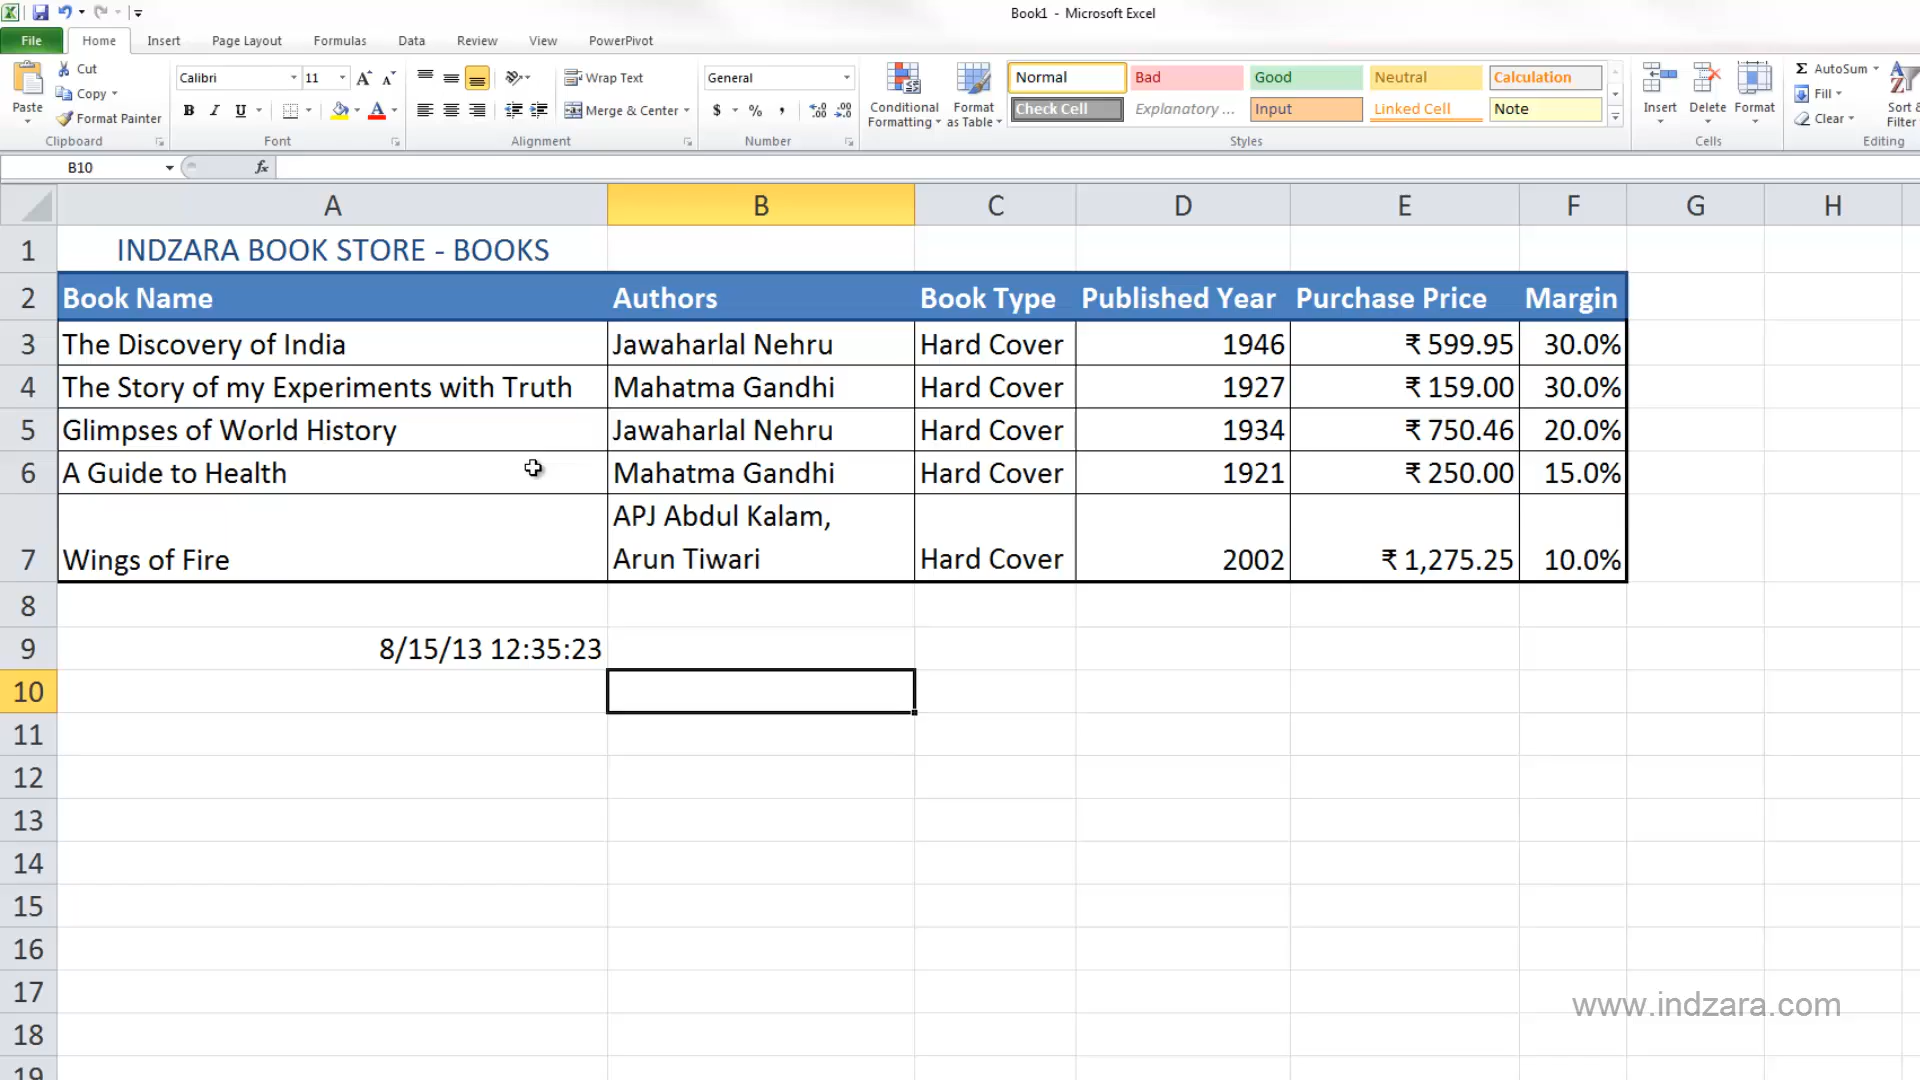 Book1 - Microsoft Excel
File Home Insert Page Layout Formulas Data Review View PowerPivot
Paste
Cut
Copy
Format Painter
Clipboard
Calibri 11
B I U
Font
Wrap Text
Merge & Center
Alignment
General
$ % ,
Number
Conditional Formatting
Format as Table
Normal Bad Good Neutral Calculation
Check Cell Explanatory ... Input Linked Cell Note
Styles
Insert Delete Format
Cells
Σ AutoSum
Fill
Clear
Sort &
Filter
Editing
B10 fx
A B C D E F G H
1 INDZARA BOOK STORE - BOOKS
2 Book Name Authors Book Type Published Year Purchase Price Margin
3 The Discovery of India Jawaharlal Nehru Hard Cover 1946 ₹ 599.95 30.0%
4 The Story of my Experiments with Truth Mahatma Gandhi Hard Cover 1927 ₹ 159.00 30.0%
5 Glimpses of World History Jawaharlal Nehru Hard Cover 1934 ₹ 750.46 20.0%
6 A Guide to Health Mahatma Gandhi Hard Cover 1921 ₹ 250.00 15.0%
APJ Abdul Kalam,
7 Wings of Fire Arun Tiwari Hard Cover 2002 ₹ 1,275.25 10.0%
8
9 8/15/13 12:35:23
10
11
12
13
14
15
16
17
www.indzara.com
18
19